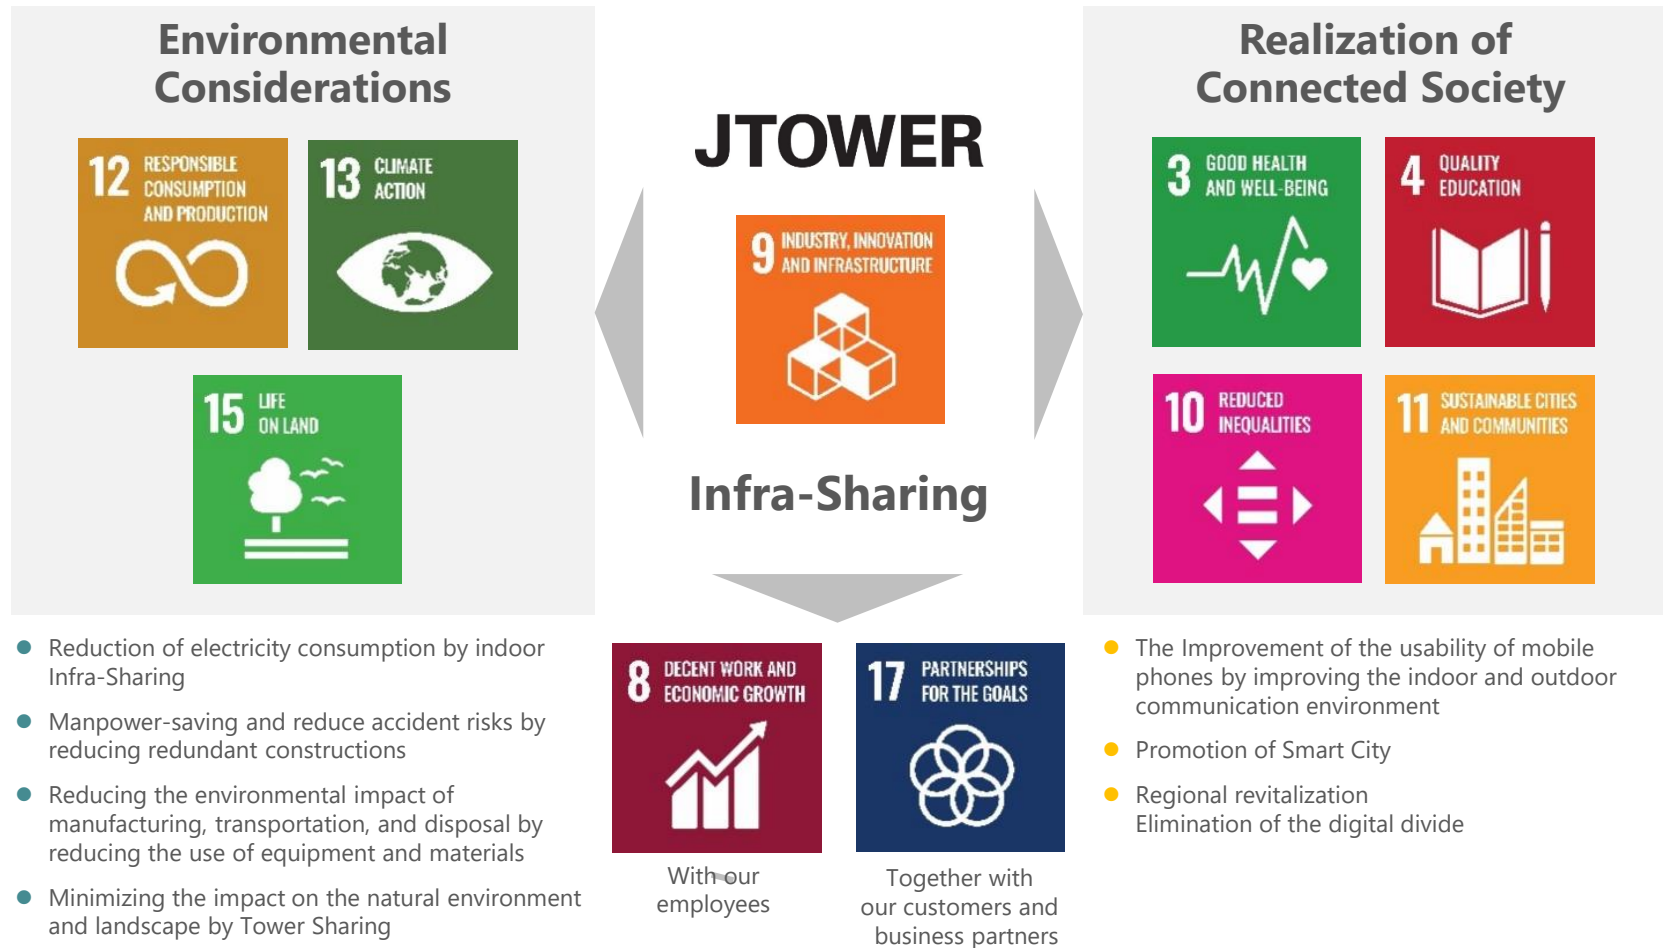 Environmental
Considerations
12 RESPONSIBLE
CONSUMPTION
AND PRODUCTION
13 CLIMATE
ACTION
15 LIFE
ON LAND
Reduction of electricity consumption by indoor
Infra-Sharing
Manpower-saving and reduce accident risks by
reducing redundant constructions
Reducing the environmental impact of
manufacturing, transportation, and disposal by
reducing the use of equipment and materials
Minimizing the impact on the natural environment
and landscape by Tower Sharing
JTOWER
9 INDUSTRY, INNOVATION
AND INFRASTRUCTURE
Infra-Sharing
8 DECENT WORK AND
ECONOMIC GROWTH
With our
employees
17 PARTNERSHIPS
FOR THE GOALS
Together with
our customers and
business partners
Realization of
Connected Society
3 GOOD HEALTH
AND WELL-BEING
4 QUALITY
EDUCATION
10 REDUCED
INEQUALITIES
11 SUSTAINABLE CITIES
AND COMMUNITIES
The Improvement of the usability of mobile
phones by improving the indoor and outdoor
communication environment
Promotion of Smart City
Regional revitalization
Elimination of the digital divide